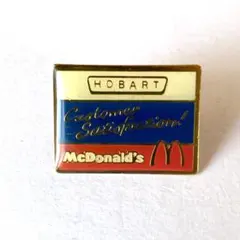 HOBART
Customer
Satisfaction!
McDonald's